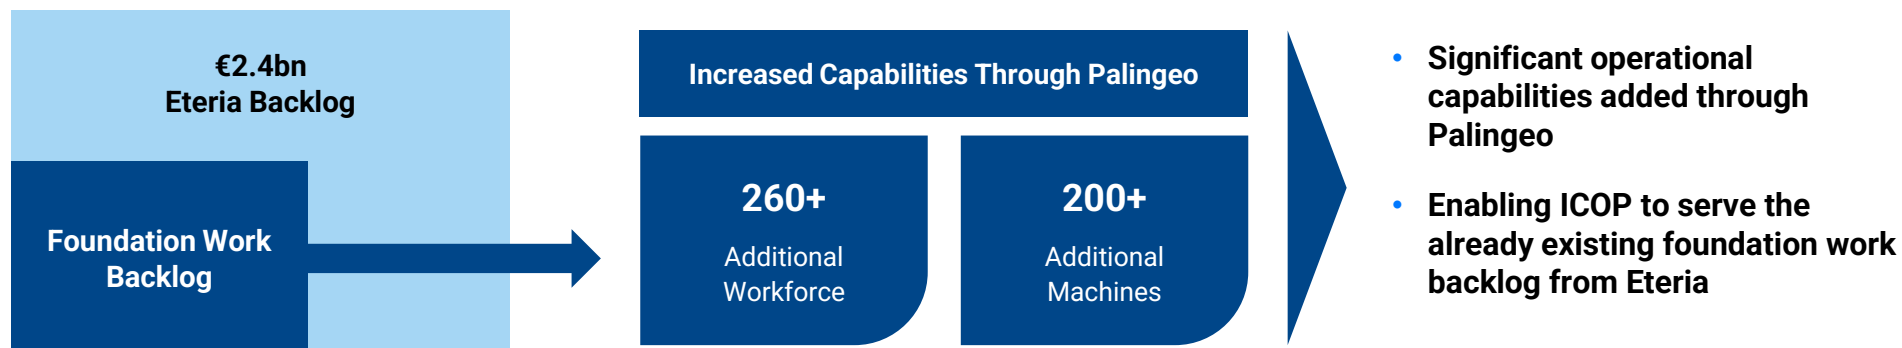 €2.4bn
Eteria Backlog
Foundation Work
Backlog
Increased Capabilities Through Palingeo
260+
Additional
Workforce
200+
Additional
Machines
• Significant operational
capabilities added through
Palingeo
• Enabling ICOP to serve the
already existing foundation work
backlog from Eteria